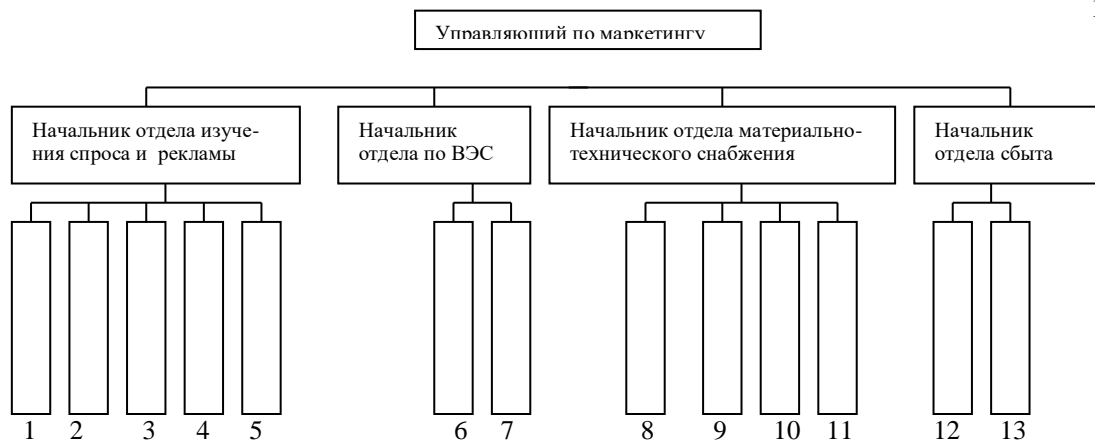 Управляющий по маркетингу
Начальник отдела изуче-
ния спроса и рекламы
Начальник
отдела по ВЭС
Начальник отдела материально-
технического снабжения
Начальник
отдела сбыта
1 2 3 4 5 6 7 8 9 10 11 12 13